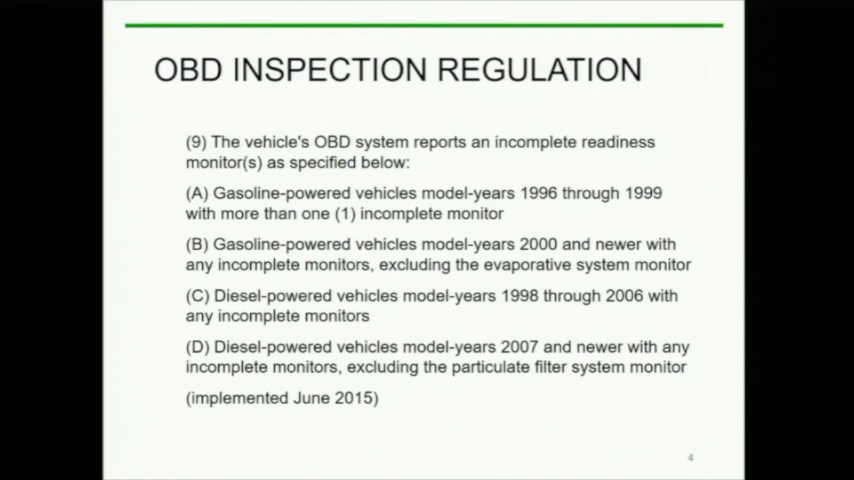 OBD INSPECTION REGULATION
(9) The vehicle's OBD system reports an incomplete readiness
monitor(s) as specified below:
(A) Gasoline-powered vehicles model-years 1996 through 1999
with more than one (1) incomplete monitor
(B) Gasoline-powered vehicles model-years 2000 and newer with
any incomplete monitors, excluding the evaporative system monitor
(C) Diesel-powered vehicles model-years 1998 through 2006 with
any incomplete monitors
(D) Diesel-powered vehicles model-years 2007 and newer with any
incomplete monitors, excluding the particulate filter system monitor
(implemented June 2015)
4